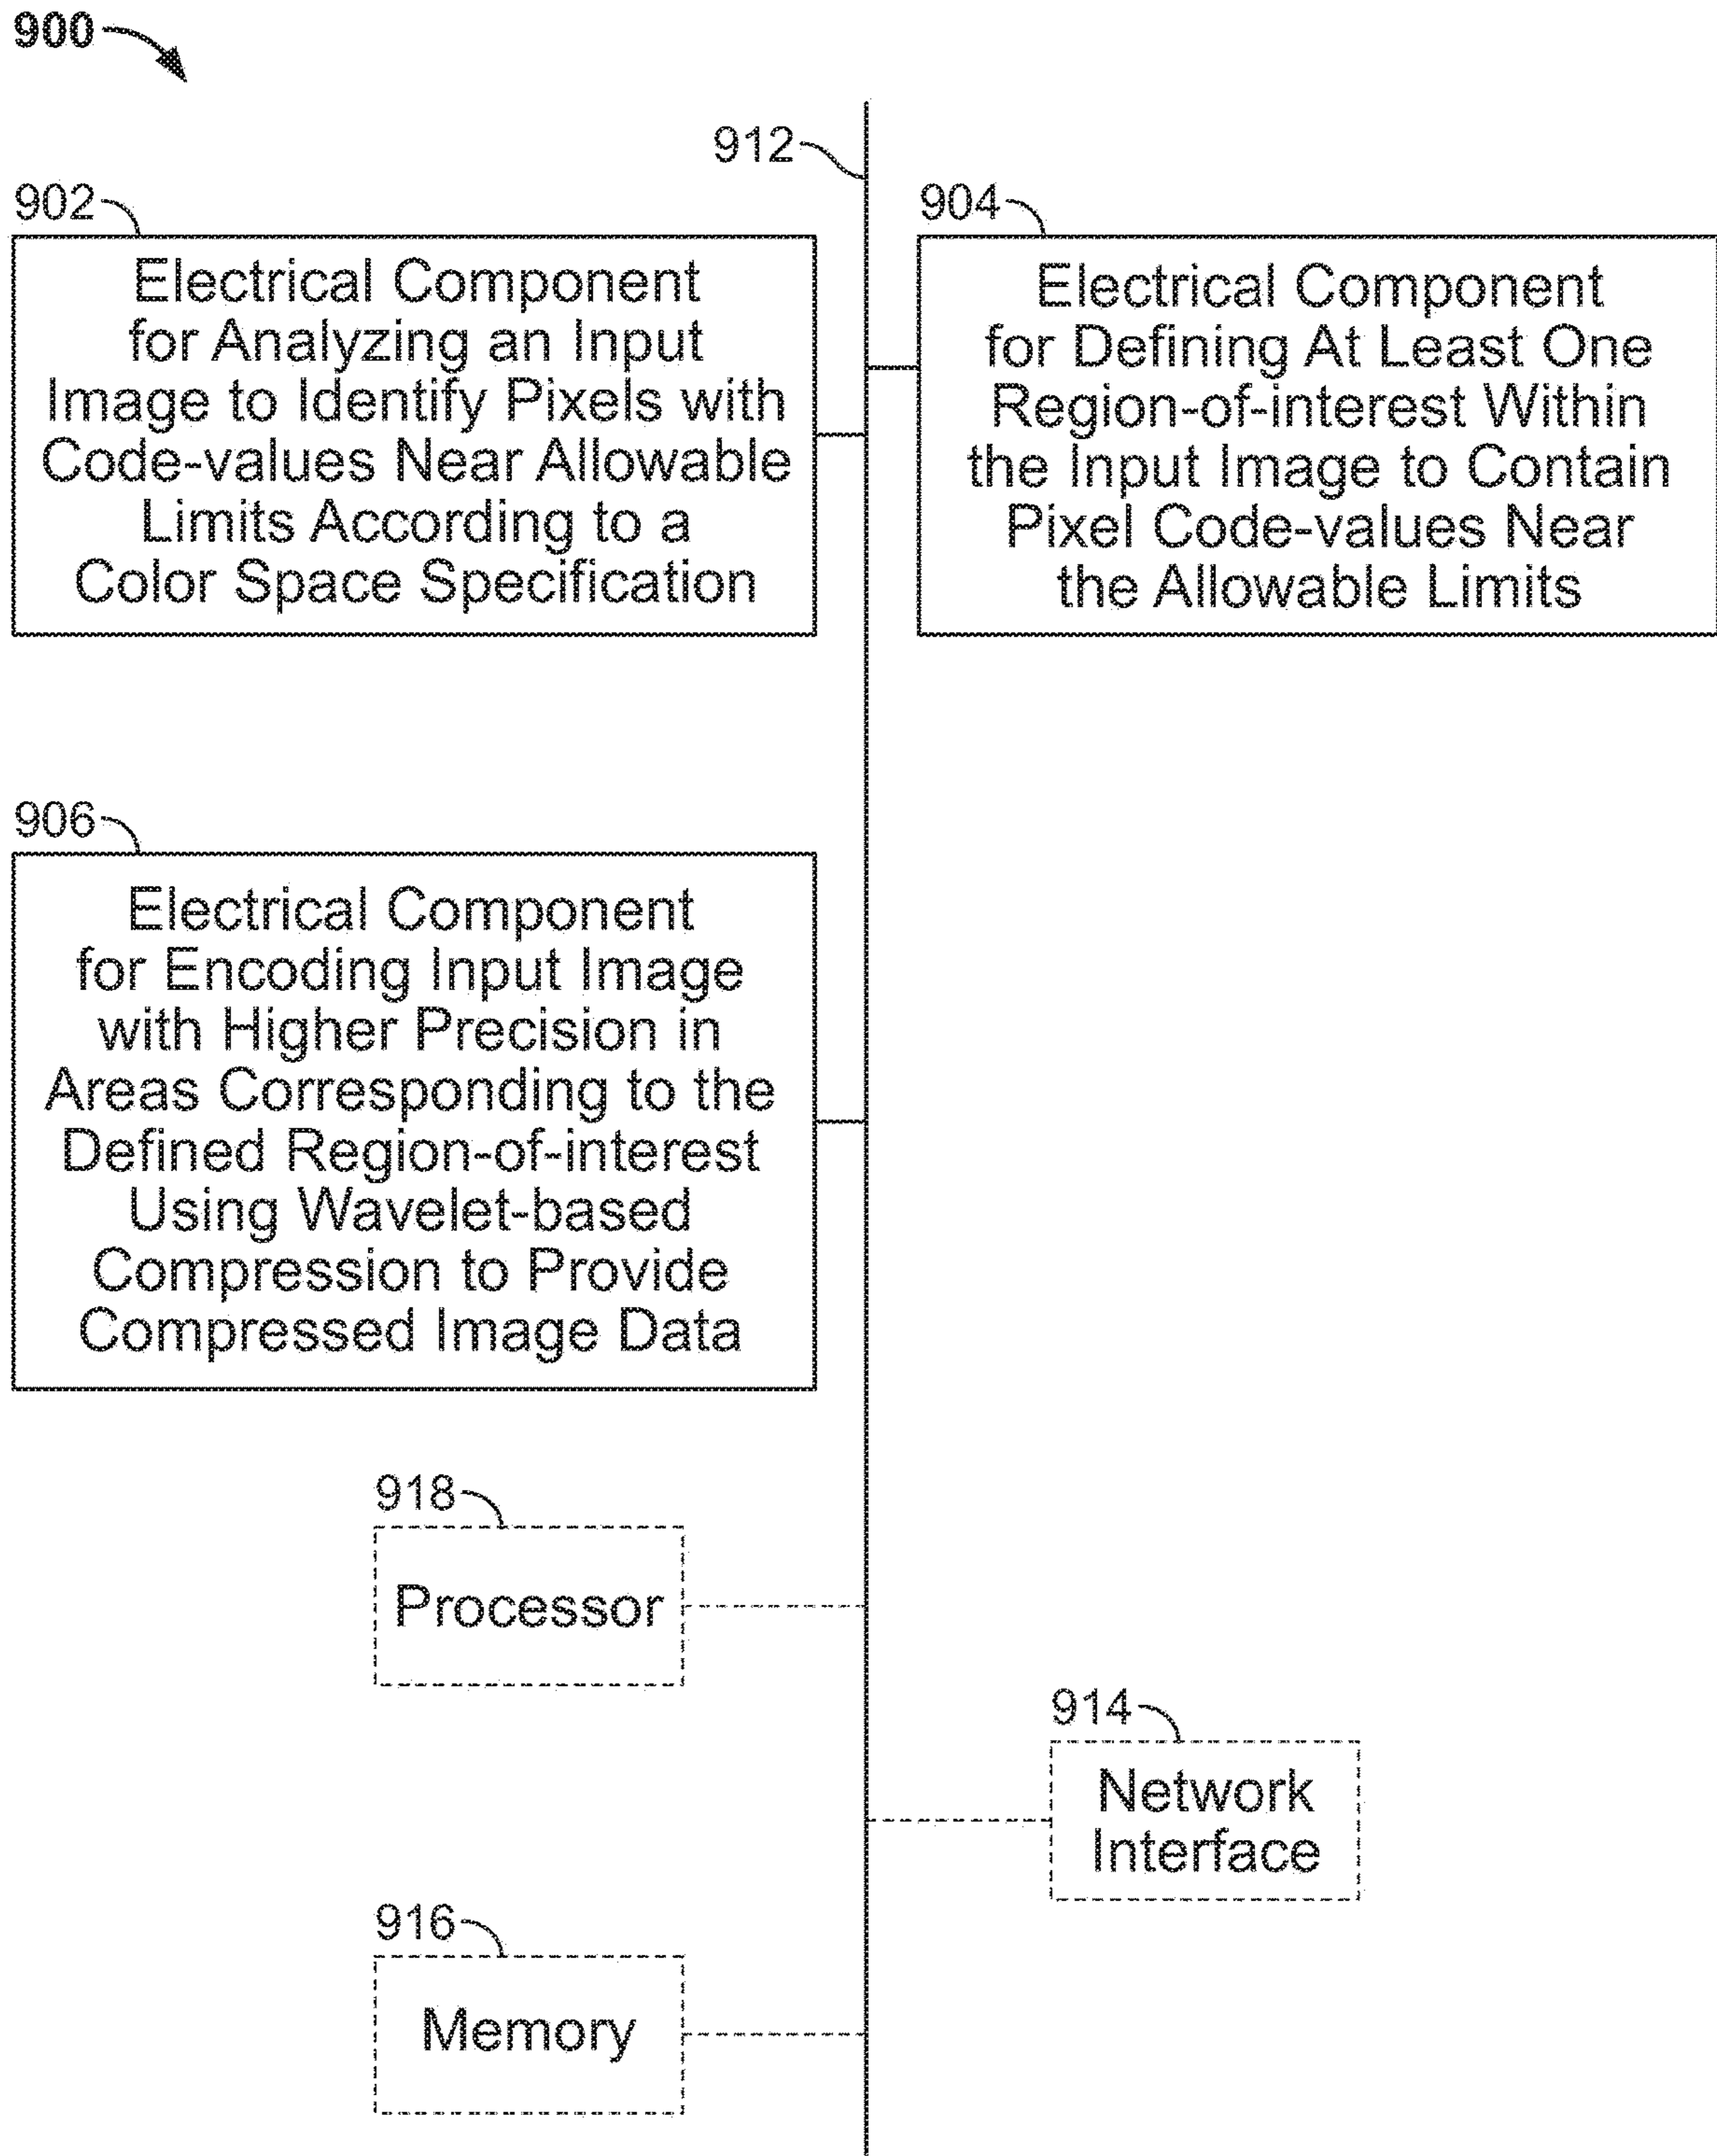 900
912
902
Electrical Component
for Analyzing an Input
Image to Identify Pixels with
Code-values Near Allowable
Limits According to a
Color Space Specification
904
Electrical Component
for Defining At Least One
Region-of-interest Within
the Input Image to Contain
Pixel Code-values Near
the Allowable Limits
906
Electrical Component
for Encoding Input Image
with Higher Precision in
Areas Corresponding to the
Defined Region-of-interest
Using Wavelet-based
Compression to Provide
Compressed Image Data
918
Processor
914
Network
Interface
916
Memory